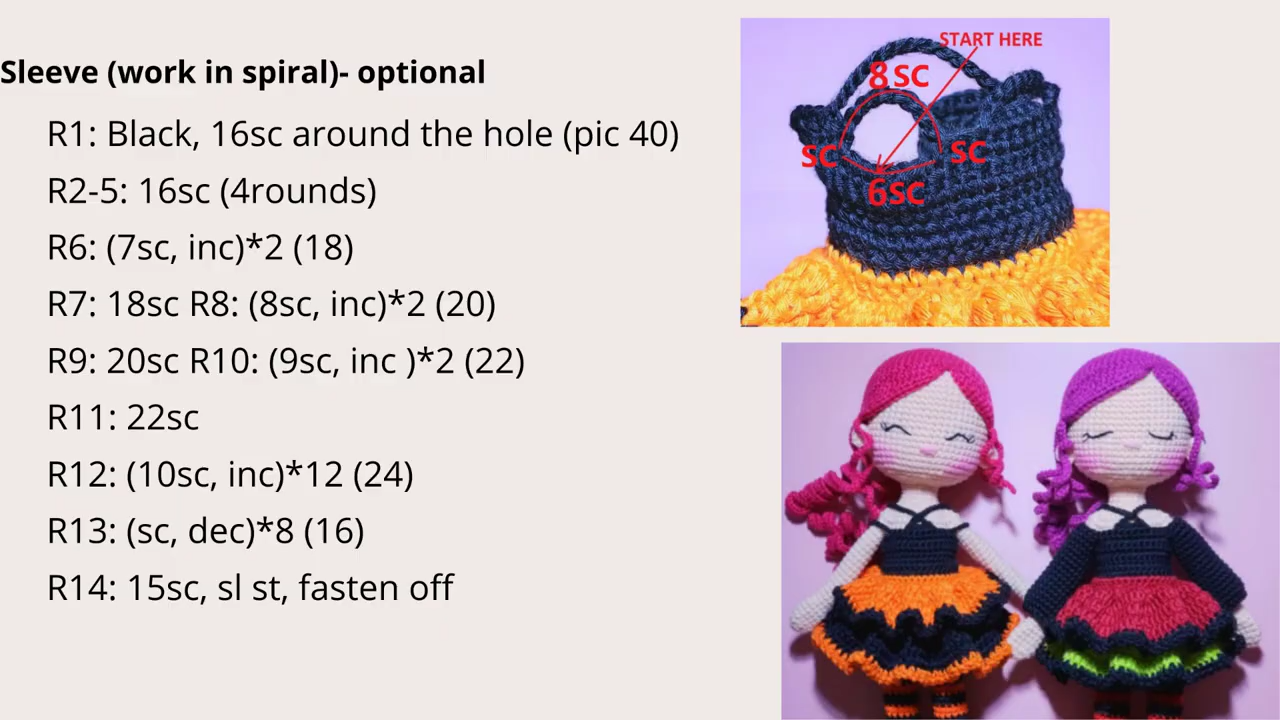 Sleeve (work in spiral)- optional
R1: Black, 16sc around the hole (pic 40)
R2-5: 16sc (4rounds)
R6: (7sc, inc)*2 (18)
R7: 18sc R8: (8sc, inc)*2 (20)
R9: 20sc R10: (9sc, inc )*2 (22)
R11: 22sc
R12: (10sc, inc)*12 (24)
R13: (sc, dec)*8 (16)
R14: 15sc, sl st, fasten off
START HERE
8 SC
SC
SC
6SC